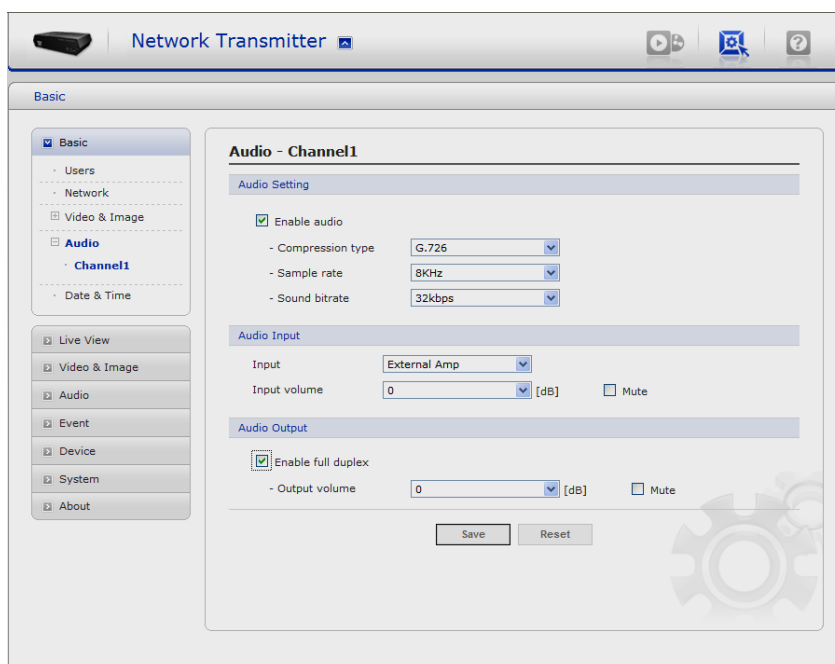 Network Transmitter
Basic
Basic
Users
Network
Video & Image
Audio
Channel1
Date & Time
Live View
Video & Image
Audio
Event
Device
System
About
Audio - Channel1
Audio Setting
Enable audio
- Compression type G.726
- Sample rate 8KHz
- Sound bitrate 32kbps
Audio Input
Input External Amp
Input volume 0 [dB] Mute
Audio Output
Enable full duplex
- Output volume 0 [dB] Mute
Save Reset